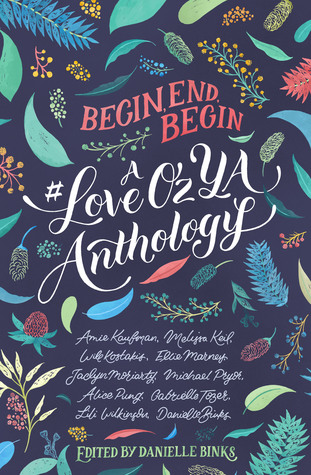 BEGIN, END,
BEGIN
A
#LoveOzYA
Anthology
Amie Kaufman, Melissa Keil,
Will Kostakis, Ellie Marney,
Jaclyn Moriarty, Michael Pryor,
Alice Pung, Gabrielle Tozer,
Lili Wilkinson, Danielle Binks.
EDITED BY DANIELLE BINKS